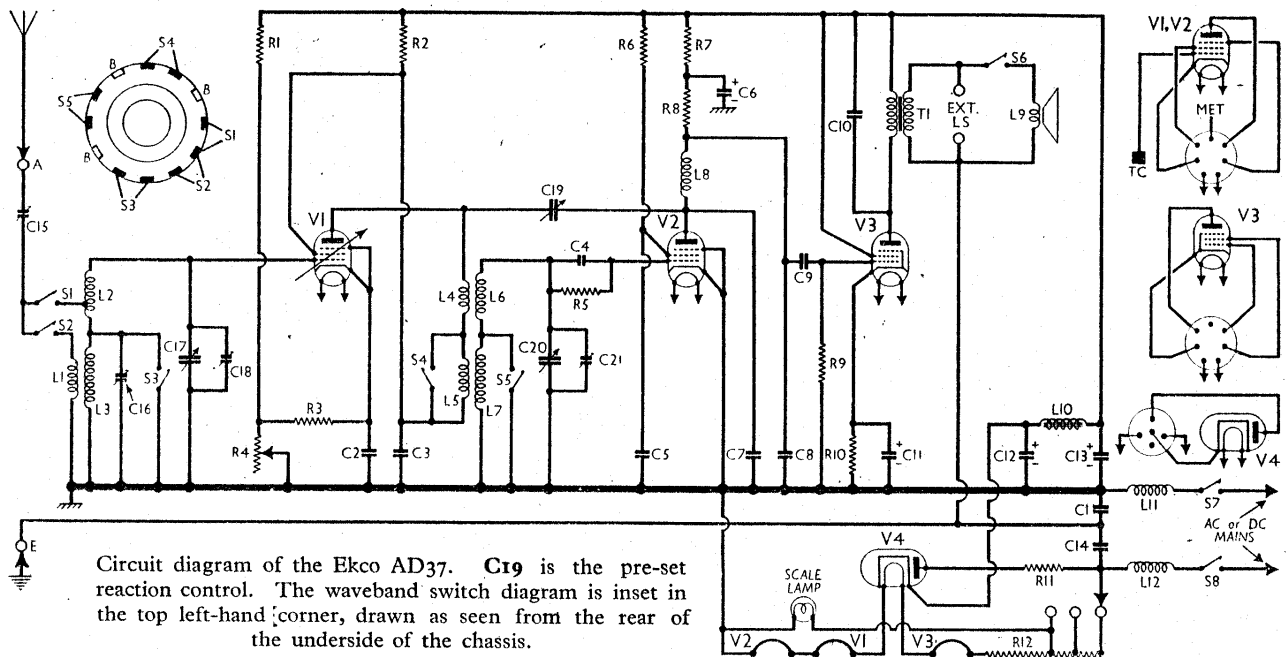 S4
B
B
S5
S1
B
S2
S3
A
C15
S1
S2
L2
L1
L3
C16
S3
C17
C18
R1
R2
V1
R3
R4
C2
C3
S4
L4
L5
L6
L7
S5
C19
C4
R5
C20
C21
R6
R7
C6
+
-
R8
L8
V2
C5
C7
C8
C9
R9
V3
R10
C11
+
-
C10
T1
EXT.
LS
S6
L9
L10
C12
+
-
C13
+
-
V1, V2
MET
TC
V3
V4
L11
S7
C1
AC or DC
MAINS
C14
L12
S8
E
V4
R11
SCALE
LAMP
V2
V1
V3
R12
Circuit diagram of the Ekco AD37. C19 is the pre-set
reaction control. The waveband switch diagram is inset in
the top left-hand corner, drawn as seen from the rear of
the underside of the chassis.